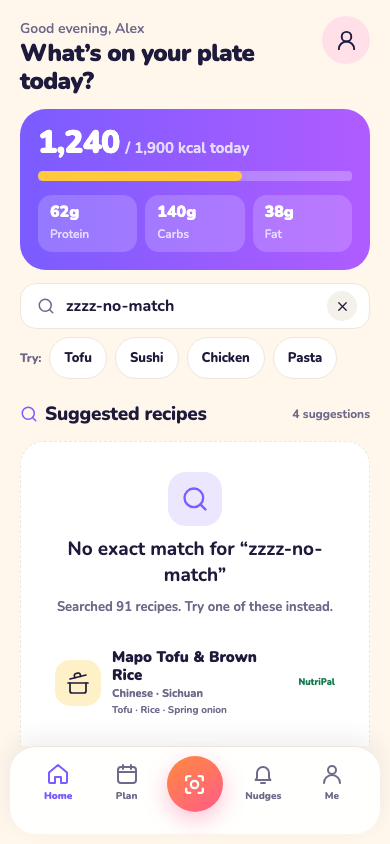 Good evening, Alex
What's on your plate
today?
1,240 / 1,900 kcal today
62g
Protein
140g
Carbs
38g
Fat
zzzz-no-match
Try: Tofu Sushi Chicken Pasta
Suggested recipes 4 suggestions
No exact match for “zzzz-no-
match”
Searched 91 recipes. Try one of these instead.
Mapo Tofu & Brown
Rice
Chinese · Sichuan
Tofu · Rice · Spring onion
NutriPal
Home Plan Nudges Me